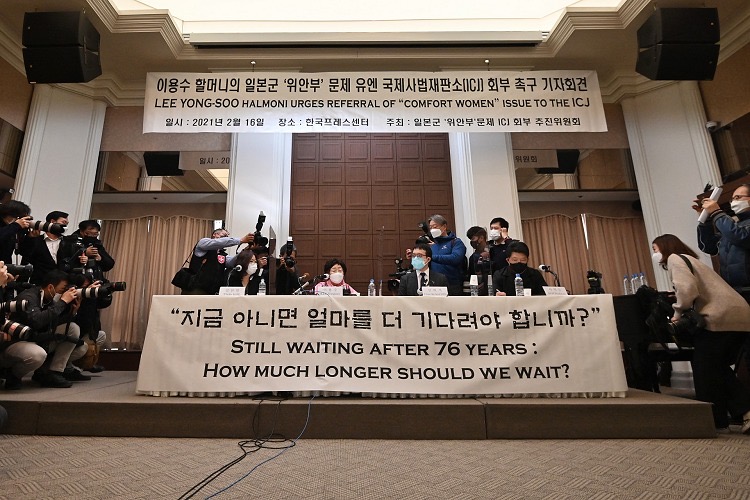 이용수 할머니의 일본군 '위안부' 문제 유엔 국제사법재판소(ICJ) 회부 촉구 기자회견
LEE YONG-SOO HALMONI URGES REFERRAL OF "COMFORT WOMEN" ISSUE TO THE ICJ
일시 : 2021년 2월 16일 장소 : 한국프레스센터 주최 : 일본군 '위안부'문제 ICJ 회부 추진위원회
"지금 아니면 얼마를 더 기다려야 합니까?"
STILL WAITING AFTER 76 YEARS :
HOW MUCH LONGER SHOULD WE WAIT?